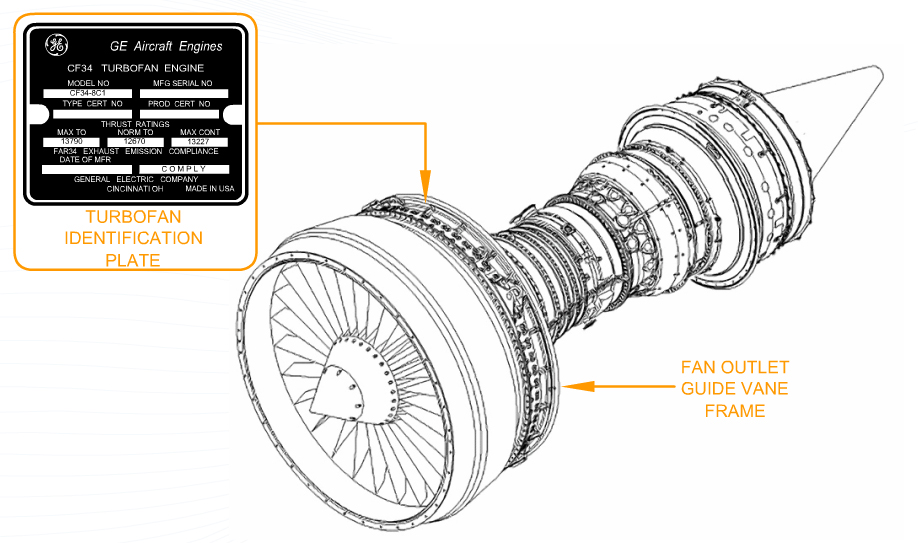 GE Aircraft Engines
CF34 TURBOFAN ENGINE
MODEL NO MFG SERIAL NO
CF34-8C1
TYPE CERT NO PROD CERT NO
THRUST RATINGS
MAX TO NORM TO MAX CONT
13790 12670 13227
FAR34 EXHAUST EMISSION COMPLIANCE
DATE OF MFR
COMPLY
GENERAL ELECTRIC COMPANY
CINCINNATI OH MADE IN USA
TURBOFAN
IDENTIFICATION
PLATE
FAN OUTLET
GUIDE VANE
FRAME